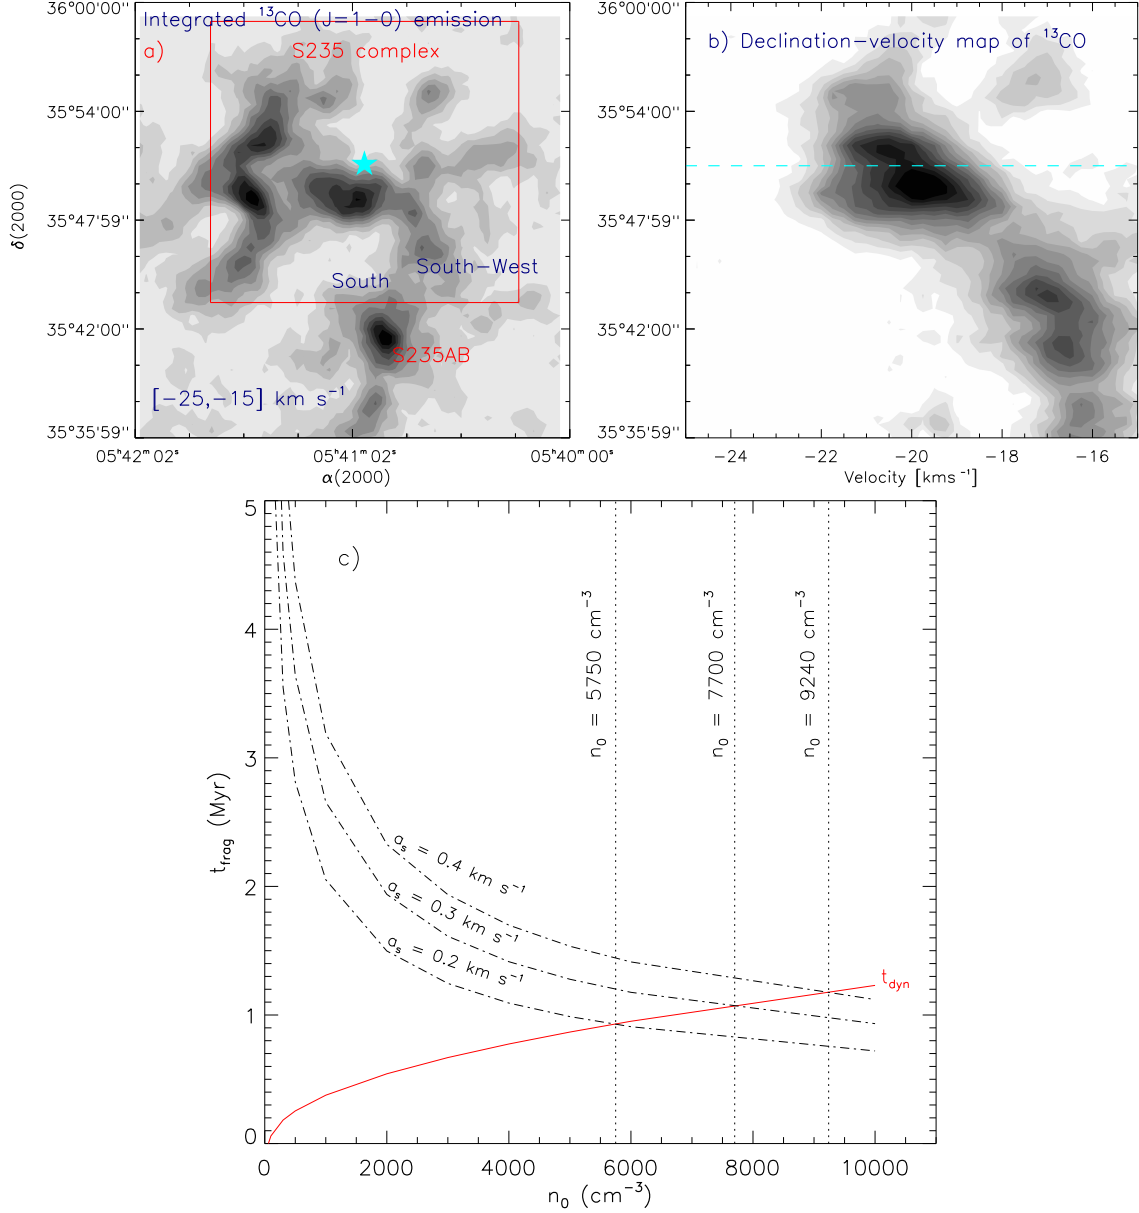 Integrated ¹³CO (J=1−0) emission
a)
S235 complex
South
South−West
S235AB
[−25,−15] km s⁻¹
36°00'00''
35°54'00''
35°47'59''
35°42'00''
35°35'59''
δ(2000)
05ʰ42ᵐ02ˢ
05ʰ41ᵐ02ˢ
05ʰ40ᵐ00ˢ
α(2000)
b) Declination−velocity map of ¹³CO
36°00'00''
35°54'00''
35°47'59''
35°42'00''
35°35'59''
−24
−22
−20
−18
−16
Velocity [kms⁻¹]
c)
5
4
3
2
1
0
t_frag (Myr)
n₀ = 5750 cm⁻³
n₀ = 7700 cm⁻³
n₀ = 9240 cm⁻³
aₛ = 0.4 km s⁻¹
aₛ = 0.3 km s⁻¹
aₛ = 0.2 km s⁻¹
t_dyn
0
2000
4000
6000
8000
10000
n₀ (cm⁻³)